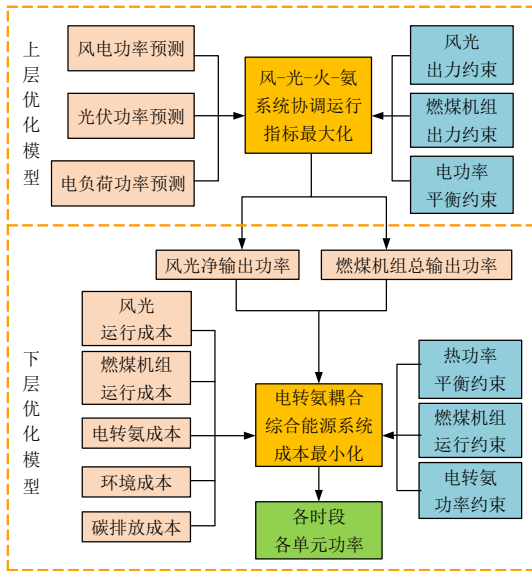 上层优化模型
风电功率预测
光伏功率预测
电负荷功率预测
风-光-火-氨
系统协调运行
指标最大化
风光
出力约束
燃煤机组
出力约束
电功率
平衡约束
风光净输出功率
燃煤机组总输出功率
下层优化模型
风光
运行成本
燃煤机组
运行成本
电转氨成本
环境成本
碳排放成本
电转氨耦合
综合能源系统
成本最小化
热功率
平衡约束
燃煤机组
运行约束
电转氨
功率约束
各时段
各单元功率